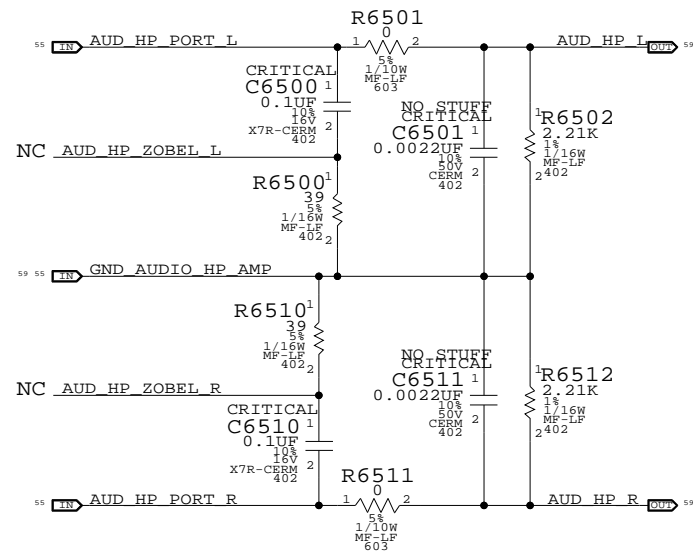 R6501
55 IN AUD_HP_PORT_L 1 0 2 AUD_HP_L OUT 59
5%
1/10W
MF-LF
603
CRITICAL
C6500 1
0.1UF
10%
16V
X7R-CERM 2
402
NO STUFF
CRITICAL
C6501 1
0.0022UF
10%
50V 2
CERM
402
1 R6502
2.21K
1%
1/16W
MF-LF
2 402
NC AUD_HP_ZOBEL_L
R6500 1
39
5%
1/16W
MF-LF
402 2
59 55 IN GND_AUDIO_HP_AMP
R6510 1
39
5%
1/16W
MF-LF
402 2
NO STUFF
CRITICAL
C6511 1
0.0022UF
10%
50V 2
CERM
402
1 R6512
2.21K
1%
1/16W
MF-LF
2 402
NC AUD_HP_ZOBEL_R
CRITICAL
C6510 1
0.1UF
10%
16V
X7R-CERM 2
402
R6511
55 IN AUD_HP_PORT_R 1 0 2 AUD_HP_R OUT 59
5%
1/10W
MF-LF
603